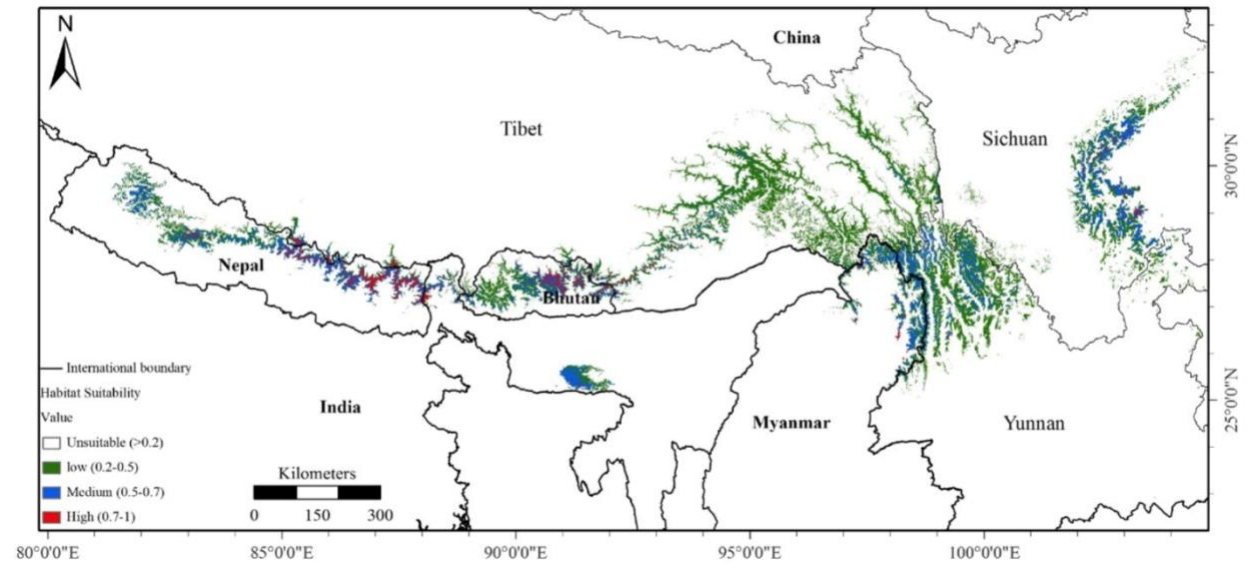 N
China
Tibet
Sichuan
30°0'0"N
Nepal
Bhutan
International boundary
Habitat Suitability
Value
India
Myanmar
Yunnan
25°0'0"N
Unsuitable (>0.2)
low (0.2-0.5)
Medium (0.5-0.7)
High (0.7-1)
Kilometers
0 150 300
80°0'0"E 85°0'0"E 90°0'0"E 95°0'0"E 100°0'0"E